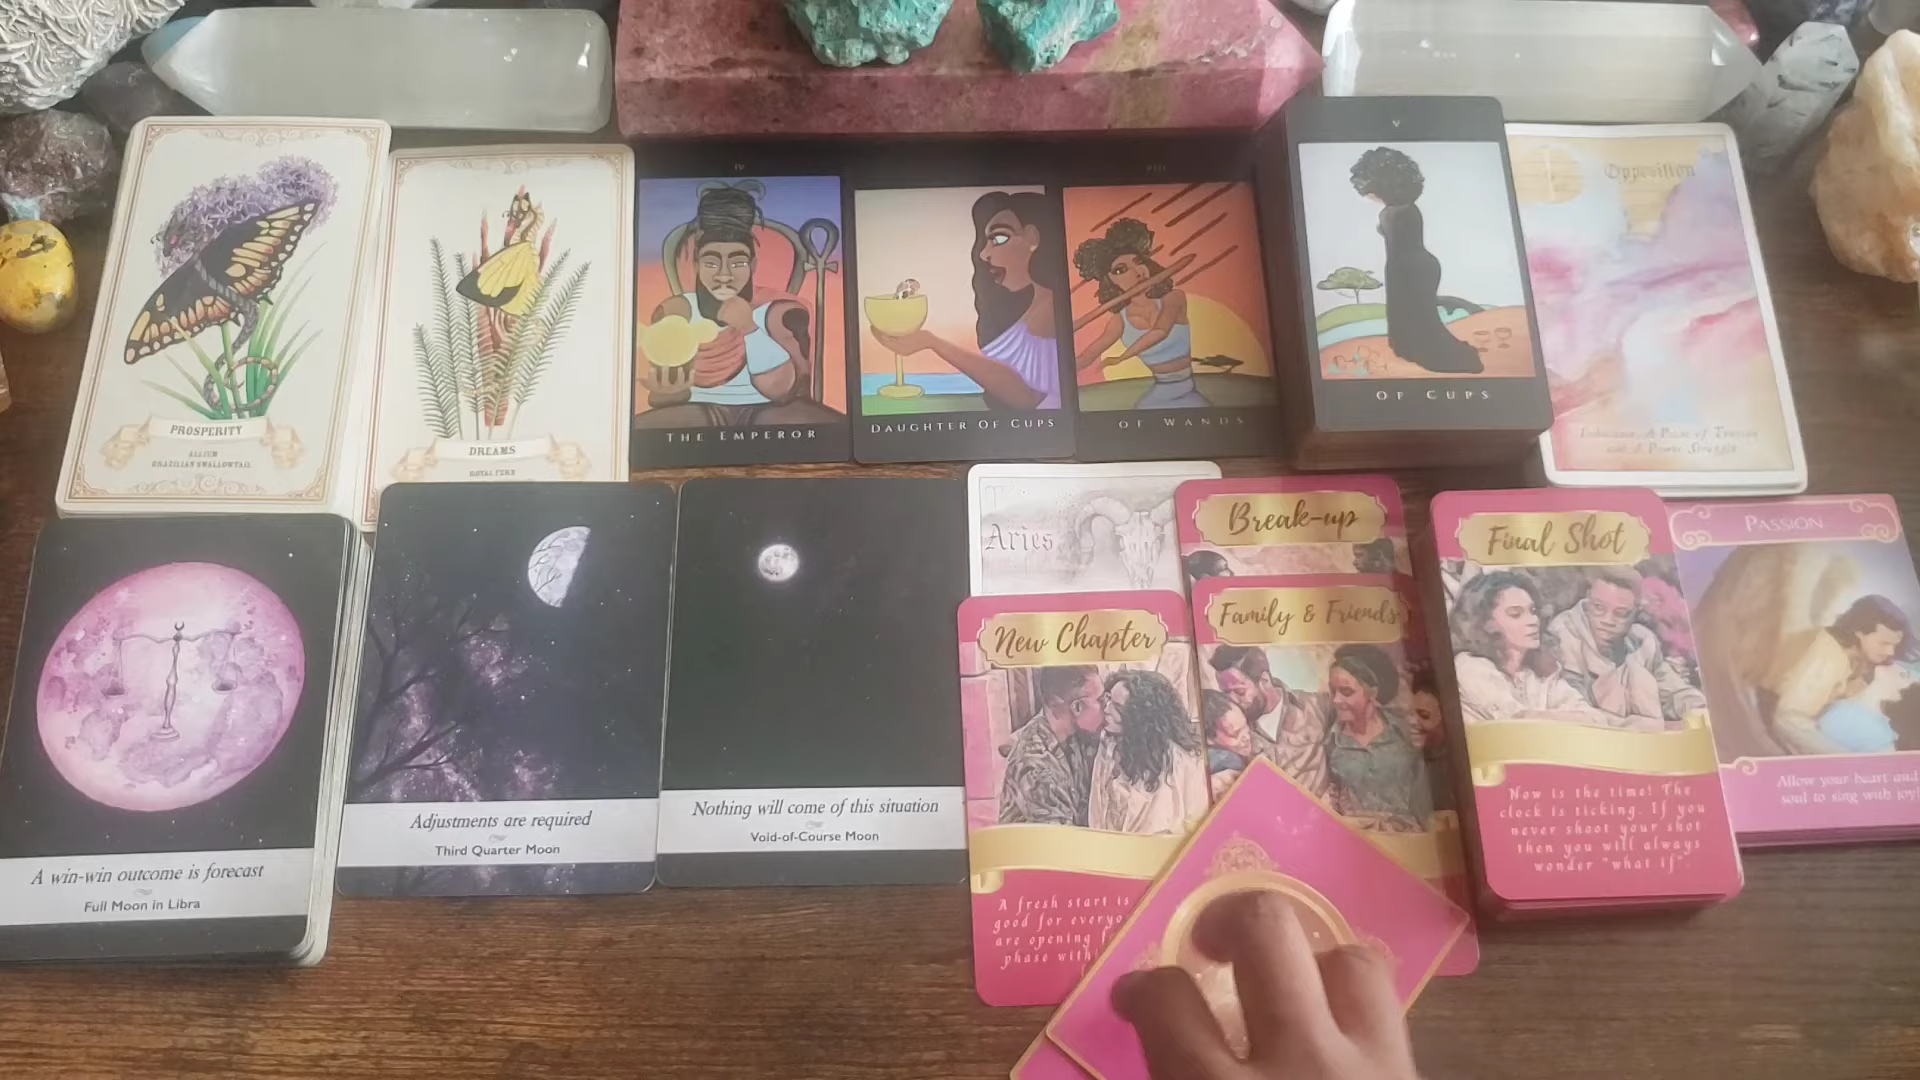 PROSPERITY
ALLIUM
BRAZILIAN SWALLOWTAIL
DREAMS
ROYAL FERN
IV
THE EMPEROR
DAUGHTER OF CUPS
VIII
OF WANDS
V
OF CUPS
Opposition
Imbalance, A Point of Tension
and A Power Struggle
A win-win outcome is forecast
Full Moon in Libra
Adjustments are required
Third Quarter Moon
Nothing will come of this situation
Void-of-Course Moon
Aries
Break-up
New Chapter
A fresh start is
good for everyo
are opening
phase with
Family & Friends
Final Shot
Now is the time! The
clock is ticking. If you
never shoot your shot
then you will always
wonder "what if"
PASSION
Allow your heart and
soul to sing with joy!